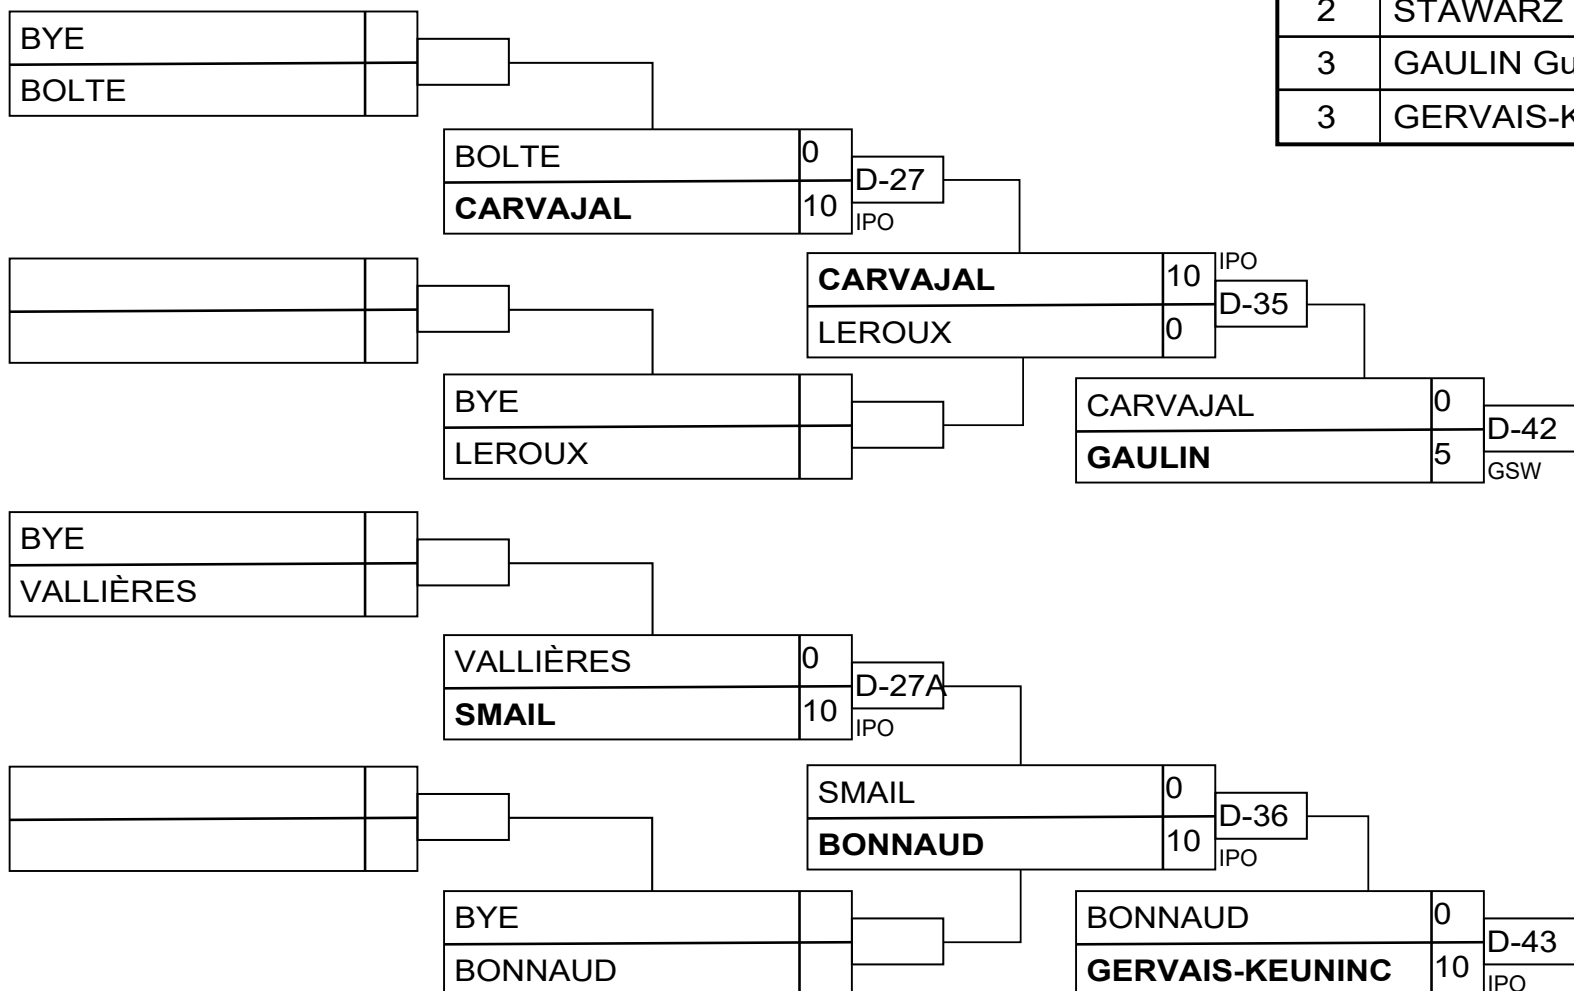 2 STAWARZ
3 GAULIN Gu
3 GERVAIS-K
BYE
BOLTE
BOLTE 0
CARVAJAL 10
D-27
IPO
CARVAJAL 10
LEROUX 0
IPO
D-35
BYE
LEROUX
CARVAJAL 0
GAULIN 5
D-42
GSW
BYE
VALLIÈRES
VALLIÈRES 0
SMAIL 10
D-27A
IPO
SMAIL 0
BONNAUD 10
D-36
IPO
BYE
BONNAUD
BONNAUD 0
GERVAIS-KEUNINC 10
D-43
IPO